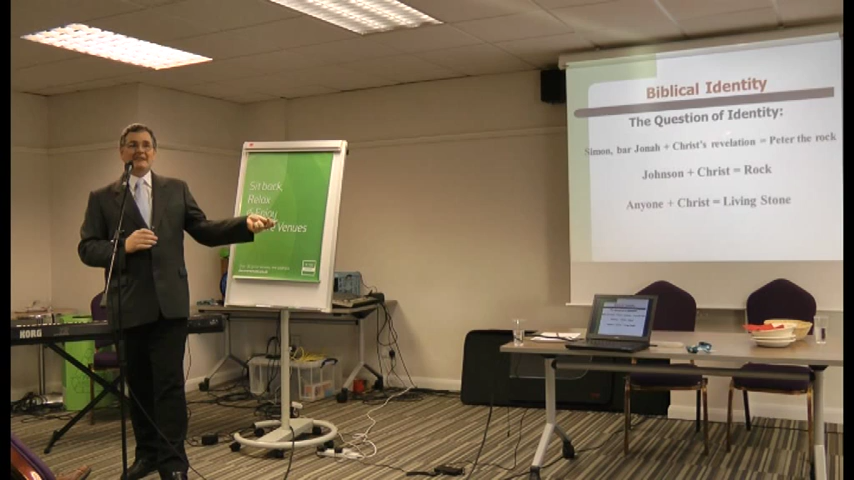 Biblical Identity
The Question of Identity:
Simon, bar Jonah + Christ's revelation = Peter the rock
Johnson + Christ = Rock
Anyone + Christ = Living Stone
Sit back,
Relax
& Enjoy
Venues
KORG